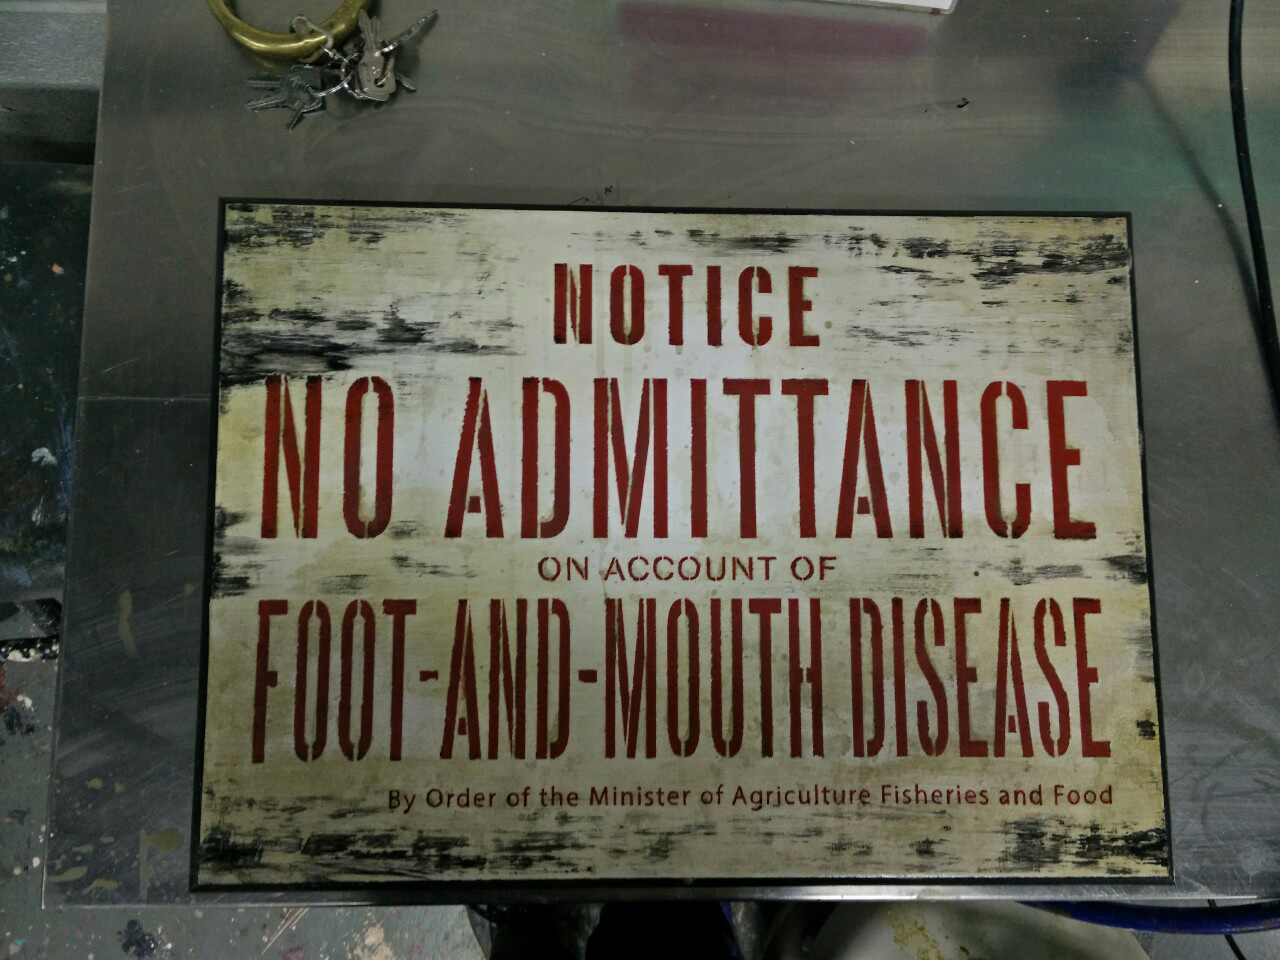 NOTICE
NO ADMITTANCE
ON ACCOUNT OF
FOOT-AND-MOUTH DISEASE
By Order of the Minister of Agriculture Fisheries and Food